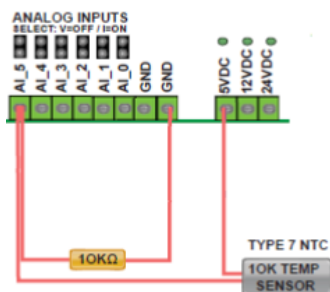 ANALOG INPUTS
SELECT: V=OFF / I=ON
AI_5
AI_4
AI_3
AI_2
AI_1
AI_0
GND
GND
5VDC
12VDC
24VDC
10KΩ
TYPE 7 NTC
10K TEMP
SENSOR